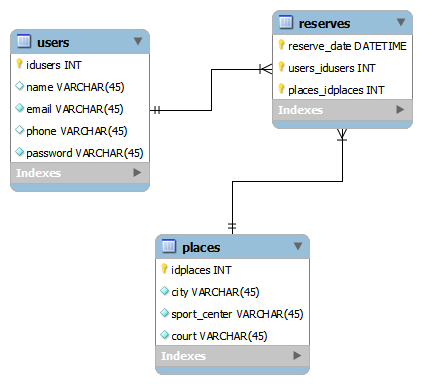 users
idusers INT
name VARCHAR(45)
email VARCHAR(45)
phone VARCHAR(45)
password VARCHAR(45)
Indexes
reserves
reserve_date DATETIME
users_idusers INT
places_idplaces INT
Indexes
places
idplaces INT
city VARCHAR(45)
sport_center VARCHAR(45)
court VARCHAR(45)
Indexes